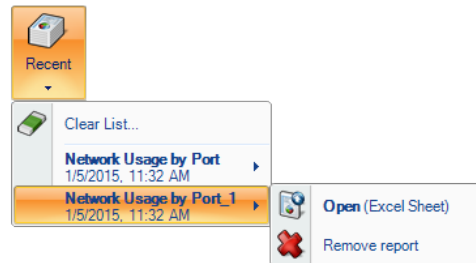 Recent
Clear List...
Network Usage by Port
1/5/2015, 11:32 AM
Network Usage by Port_1
1/5/2015, 11:32 AM
Open (Excel Sheet)
Remove report